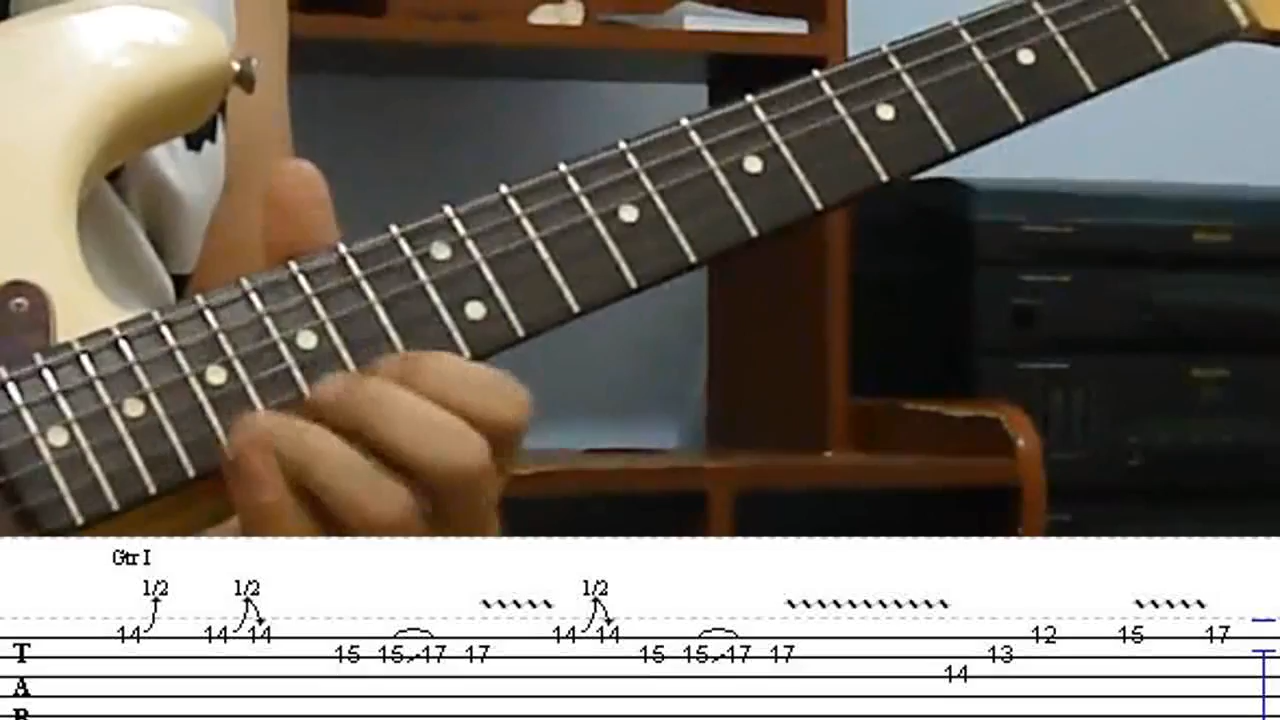 Gtr I
1/2 1/2 1/2
14 14 14 14 14 12 15 17
T 15 15 17 17 15 15 17 17 13
A 14
B